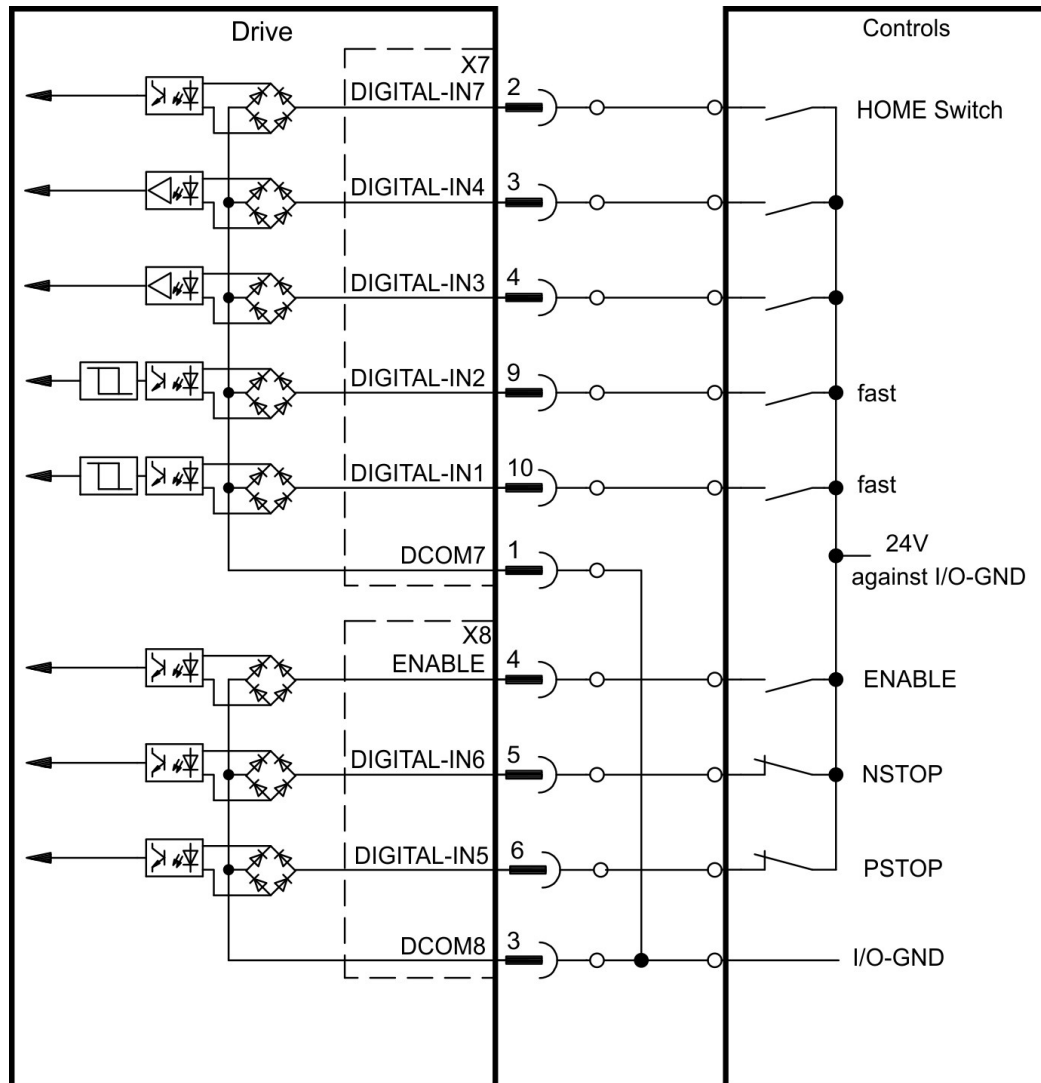 Drive
Controls
X7
DIGITAL-IN7
2
HOME Switch
DIGITAL-IN4
3
DIGITAL-IN3
4
DIGITAL-IN2
9
fast
DIGITAL-IN1
10
fast
24V
against I/O-GND
DCOM7
1
X8
ENABLE
4
ENABLE
DIGITAL-IN6
5
NSTOP
DIGITAL-IN5
6
PSTOP
DCOM8
3
I/O-GND